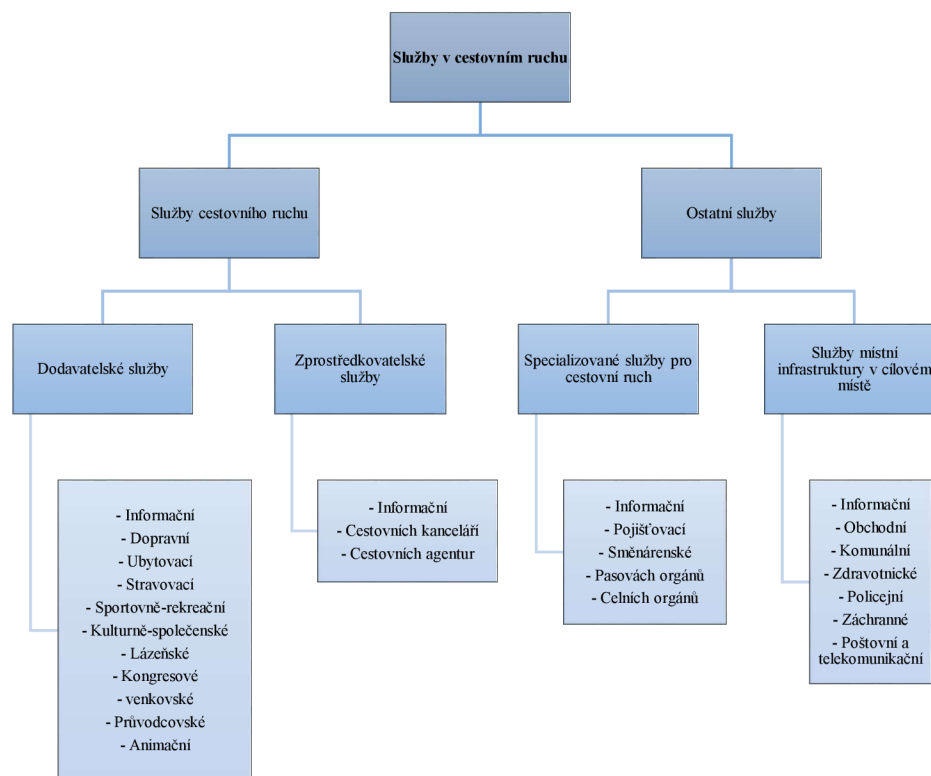 Služby v cestovním ruchu
Služby cestovního ruchu
Ostatní služby
Dodavatelské služby
Zprostředkovatelské
služby
Specializované služby pro
cestovní ruch
Služby místní
infrastruktury v cílovém
místě
- Informační
- Dopravní
- Ubytovací
- Stravovací
- Sportovně-rekreační
- Kulturně-společenské
- Lázeňské
- Kongresové
- venkovské
- Průvodcovské
- Animační
- Informační
- Cestovních kanceláří
- Cestovních agentur
- Informační
- Pojišťovací
- Směnárenské
- Pasovách orgánů
- Celních orgánů
- Informační
- Obchodní
- Komunální
- Zdravotnické
- Policejní
- Záchranné
- Poštovní a
telekomunikační